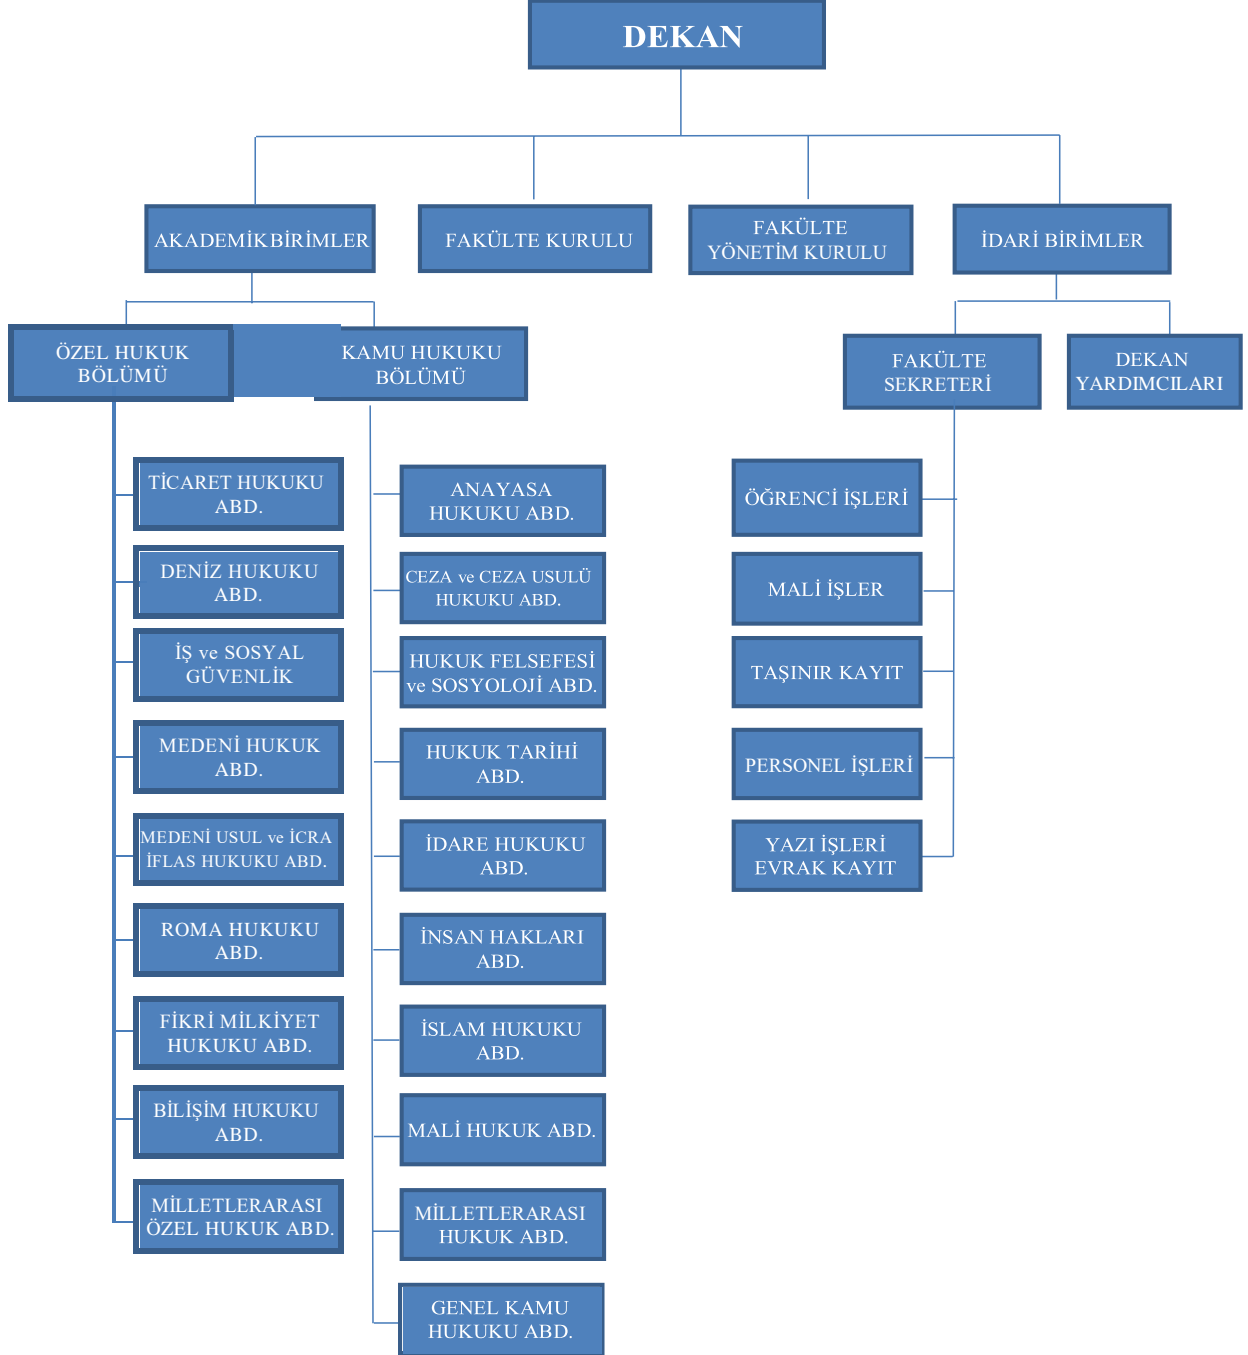 DEKAN
AKADEMİKBİRİMLER
FAKÜLTE KURULU
FAKÜLTE
YÖNETİM KURULU
İDARİ BİRİMLER
ÖZEL HUKUK
BÖLÜMÜ
KAMU HUKUKU
BÖLÜMÜ
FAKÜLTE
SEKRETERİ
DEKAN
YARDIMCILARI
TİCARET HUKUKU
ABD.
DENİZ HUKUKU
ABD.
İŞ ve SOSYAL
GÜVENLİK
MEDENİ HUKUK
ABD.
MEDENİ USUL ve İCRA
İFLAS HUKUKU ABD.
ROMA HUKUKU
ABD.
FİKRİ MİLKİYET
HUKUKU ABD.
BİLİŞİM HUKUKU
ABD.
MİLLETLERARASI
ÖZEL HUKUK ABD.
ANAYASA
HUKUKU ABD.
CEZA ve CEZA USULÜ
HUKUKU ABD.
HUKUK FELSEFESİ
ve SOSYOLOJİ ABD.
HUKUK TARİHİ
ABD.
İDARE HUKUKU
ABD.
İNSAN HAKLARI
ABD.
İSLAM HUKUKU
ABD.
MALİ HUKUK ABD.
MİLLETLERARASI
HUKUK ABD.
GENEL KAMU
HUKUKU ABD.
ÖĞRENCİ İŞLERİ
MALİ İŞLER
TAŞINIR KAYIT
PERSONEL İŞLERİ
YAZI İŞLERİ
EVRAK KAYIT